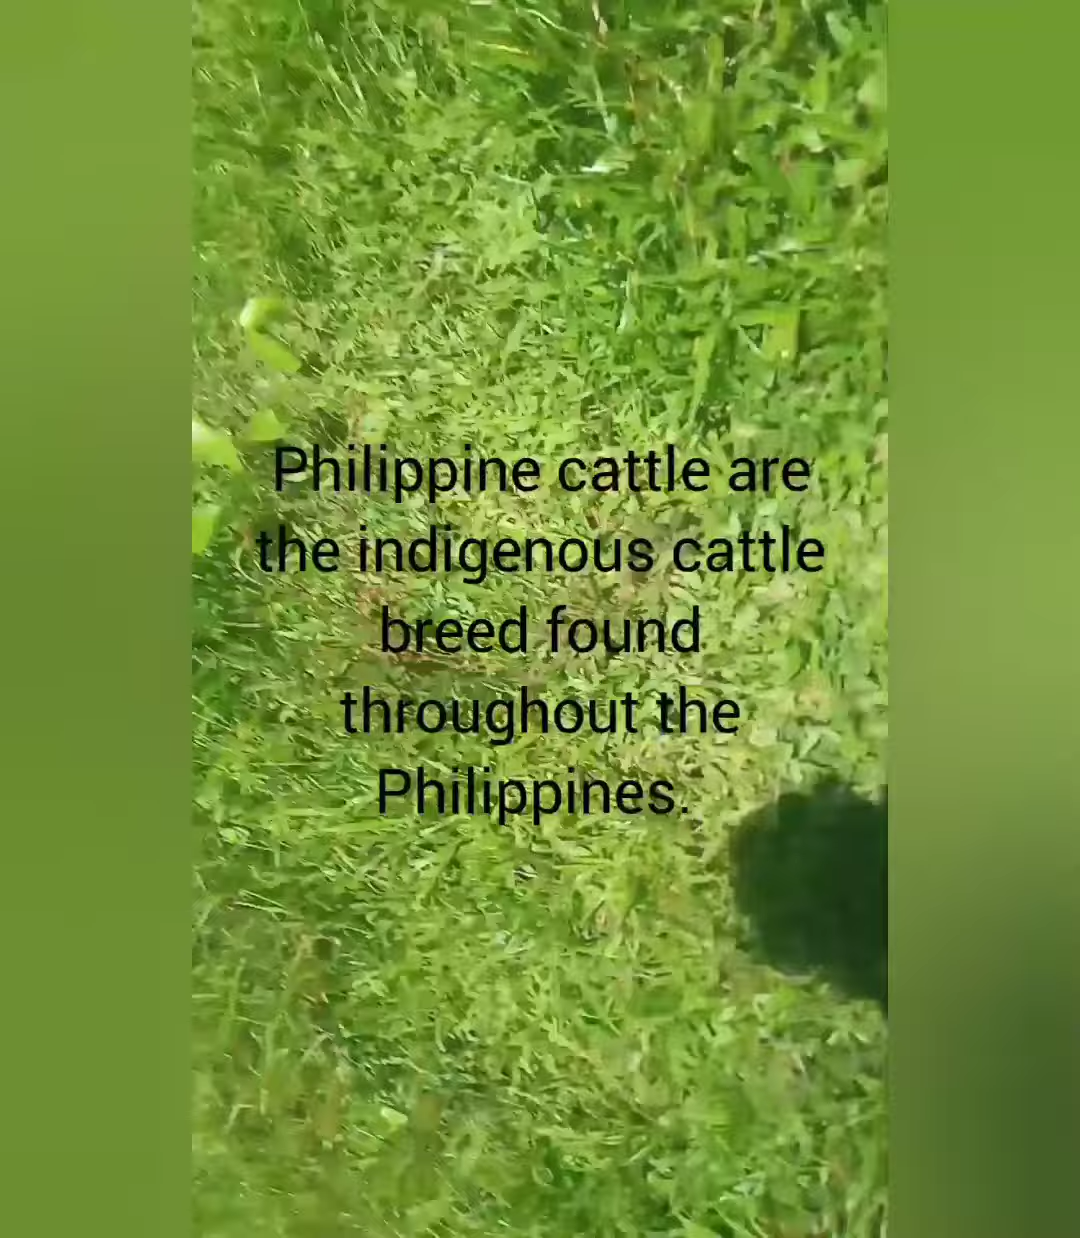 Philippine cattle are
the indigenous cattle
breed found
throughout the
Philippines.